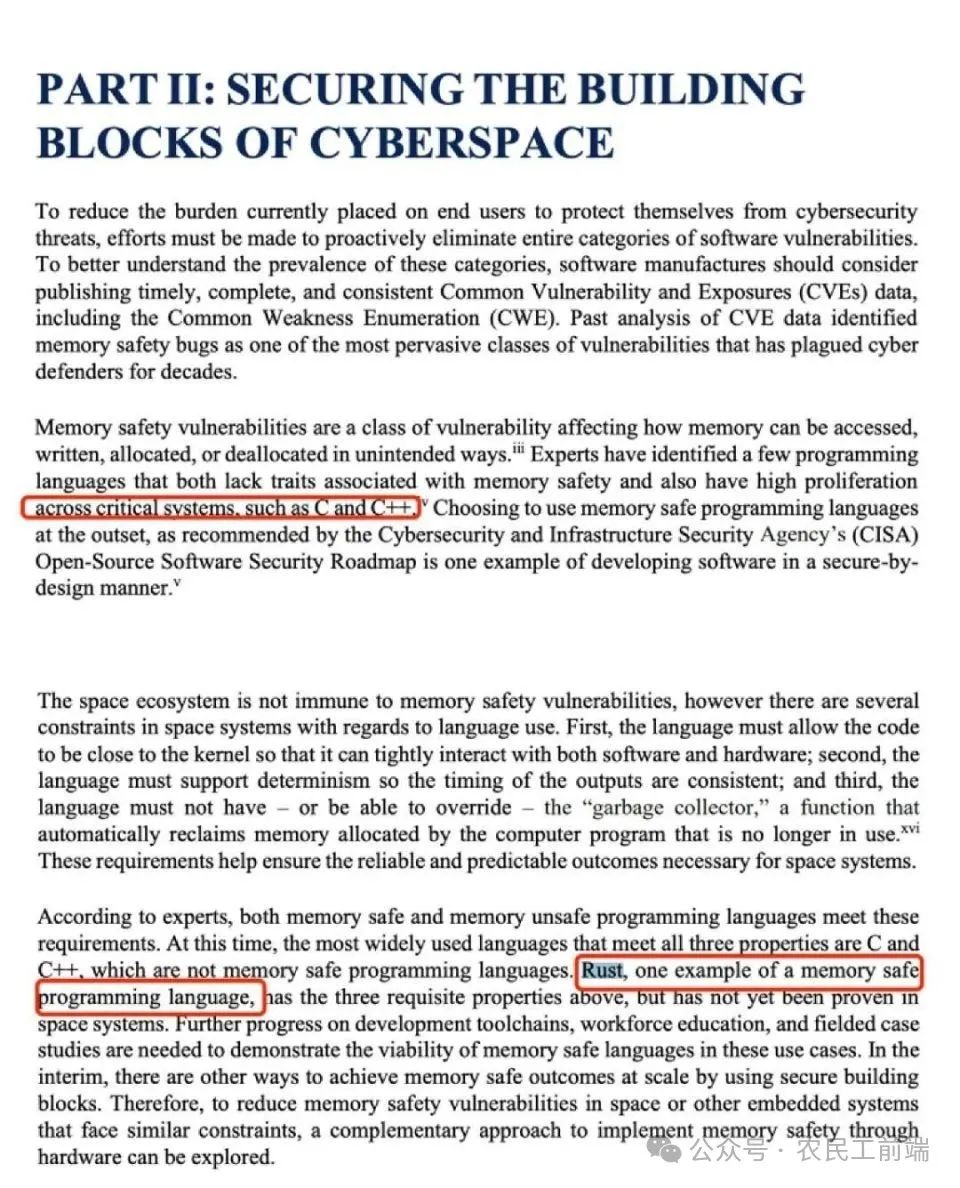 PART II: SECURING THE BUILDING
BLOCKS OF CYBERSPACE
To reduce the burden currently placed on end users to protect themselves from cybersecurity
threats, efforts must be made to proactively eliminate entire categories of software vulnerabilities.
To better understand the prevalence of these categories, software manufactures should consider
publishing timely, complete, and consistent Common Vulnerability and Exposures (CVEs) data,
including the Common Weakness Enumeration (CWE). Past analysis of CVE data identified
memory safety bugs as one of the most pervasive classes of vulnerabilities that has plagued cyber
defenders for decades.
Memory safety vulnerabilities are a class of vulnerability affecting how memory can be accessed,
written, allocated, or deallocated in unintended ways.iii Experts have identified a few programming
languages that both lack traits associated with memory safety and also have high proliferation
across critical systems, such as C and C++.v Choosing to use memory safe programming languages
at the outset, as recommended by the Cybersecurity and Infrastructure Security Agency’s (CISA)
Open-Source Software Security Roadmap is one example of developing software in a secure-by-
design manner.v
The space ecosystem is not immune to memory safety vulnerabilities, however there are several
constraints in space systems with regards to language use. First, the language must allow the code
to be close to the kernel so that it can tightly interact with both software and hardware; second, the
language must support determinism so the timing of the outputs are consistent; and third, the
language must not have – or be able to override – the “garbage collector,” a function that
automatically reclaims memory allocated by the computer program that is no longer in use.xvi
These requirements help ensure the reliable and predictable outcomes necessary for space systems.
According to experts, both memory safe and memory unsafe programming languages meet these
requirements. At this time, the most widely used languages that meet all three properties are C and
C++, which are not memory safe programming languages. Rust, one example of a memory safe
programming language, has the three requisite properties above, but has not yet been proven in
space systems. Further progress on development toolchains, workforce education, and fielded case
studies are needed to demonstrate the viability of memory safe languages in these use cases. In the
interim, there are other ways to achieve memory safe outcomes at scale by using secure building
blocks. Therefore, to reduce memory safety vulnerabilities in space or other embedded systems
that face similar constraints, a complementary approach to implement memory safety through
hardware can be explored.
公众号 · 农民工前端